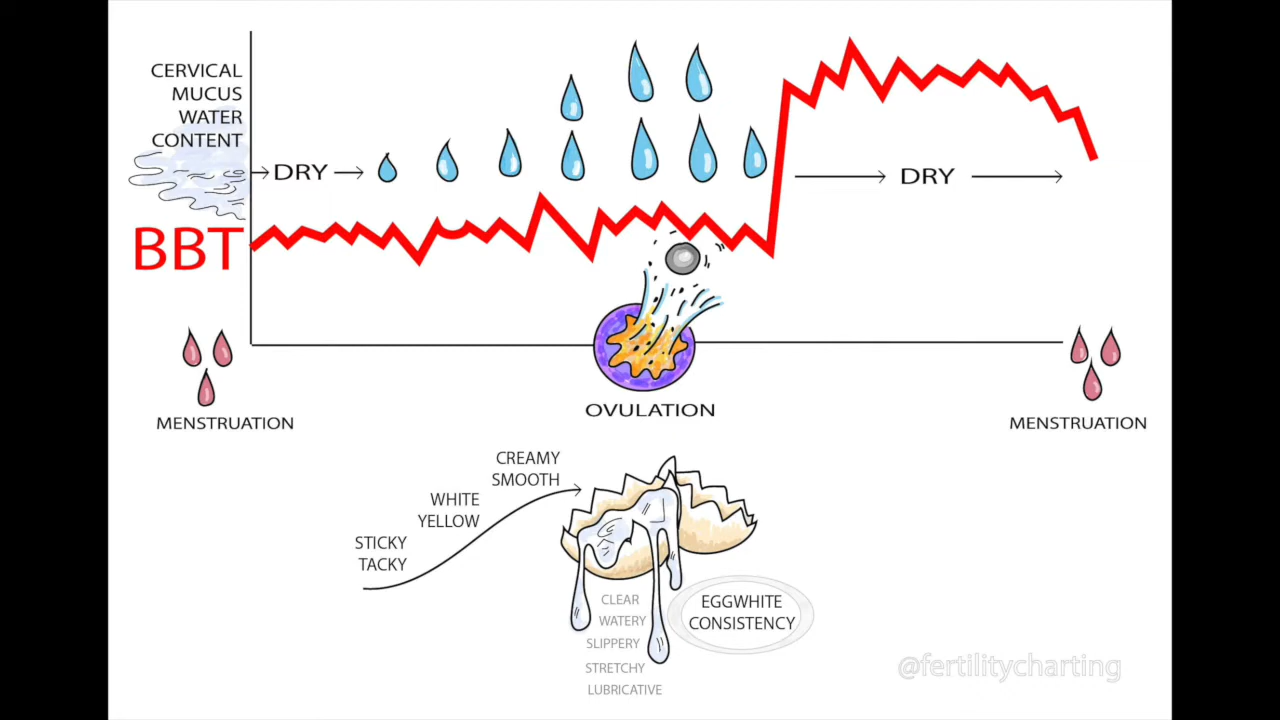 CERVICAL
MUCUS
WATER
CONTENT
DRY
DRY
BBT
MENSTRUATION
OVULATION
MENSTRUATION
CREAMY
SMOOTH
WHITE
YELLOW
STICKY
TACKY
CLEAR
WATERY
SLIPPERY
STRETCHY
LUBRICATIVE
EGGWHITE
CONSISTENCY
@fertilitycharting